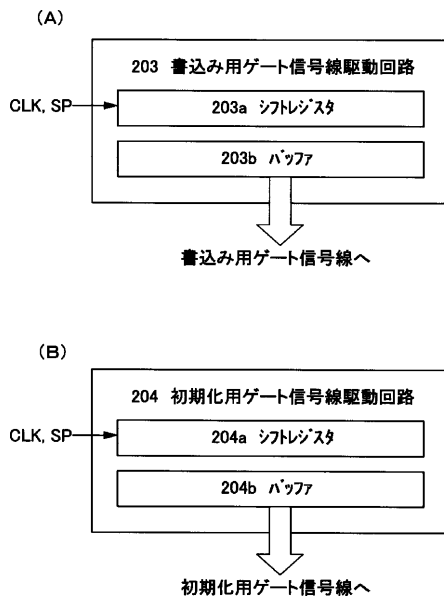 (A)
203 書込み用ゲート信号線駆動回路
CLK, SP
203a シフトレジスタ
203b バッファ
書込み用ゲート信号線へ
(B)
204 初期化用ゲート信号線駆動回路
CLK, SP
204a シフトレジスタ
204b バッファ
初期化用ゲート信号線へ